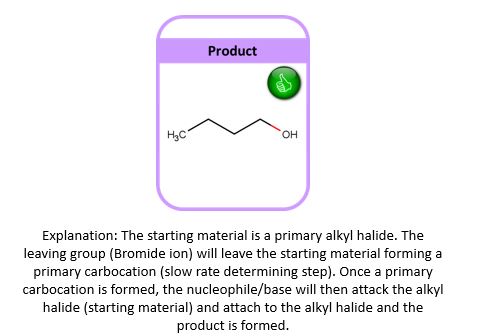 Product
H3C
OH
Explanation: The starting material is a primary alkyl halide. The
leaving group (Bromide ion) will leave the starting material forming a
primary carbocation (slow rate determining step). Once a primary
carbocation is formed, the nucleophile/base will then attack the alkyl
halide (starting material) and attach to the alkyl halide and the
product is formed.